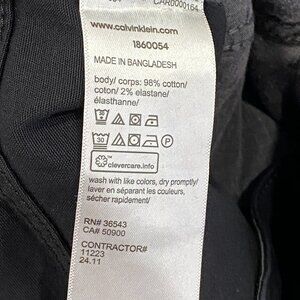 CAR0000164
www.calvinklein.com
1860054
MADE IN BANGLADESH
body/ corps: 98% cotton/
coton/ 2% elastane/
élasthanne/
30
clevercare.info
wash with like colors, dry promptly/
laver en séparant les couleurs,
sécher rapidement/
RN# 36543
CA# 50900
CONTRACTOR#
11223
24.11